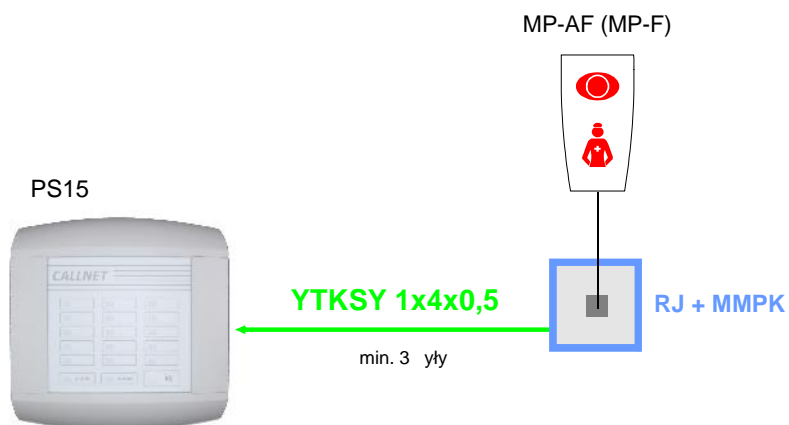 MP-AF (MP-F)
PS15
CALLNET
YTKSY 1x4x0,5
RJ + MMPK
min. 3 yły